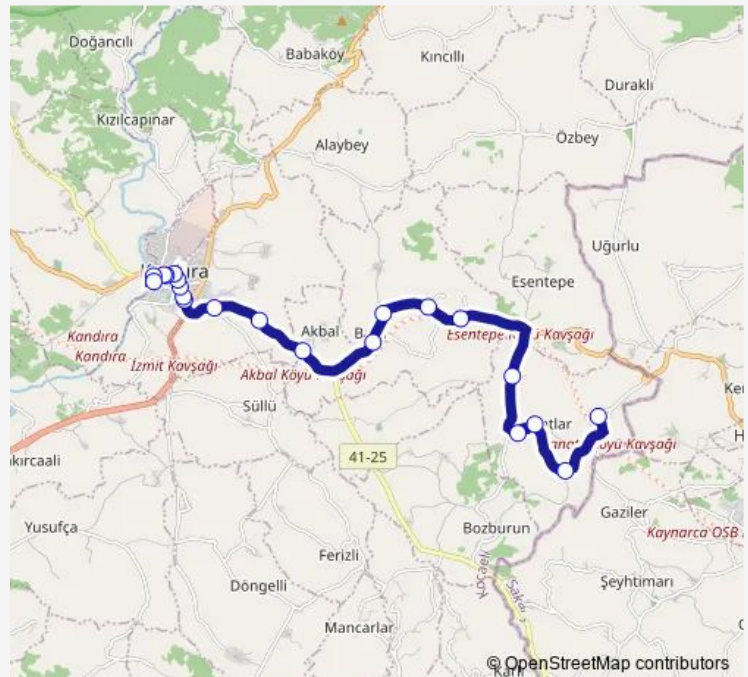 Doğancılı
Babaköy
Kıncıllı
Duraklı
Kızılcapınar
Alaybey
Özbey
Uğurlu
Esentepe
Kandıra
Akbal
Kandıra
İzmit Kavşağı
Akbal Köyü
Süllü
41-25
Bozburun
Gaziler
Kaynarca OSB
Yusufça
Ferizli
Şeyhtimarı
Döngelli
Kocaeli
Mancarlar
© OpenStreetMap contributors